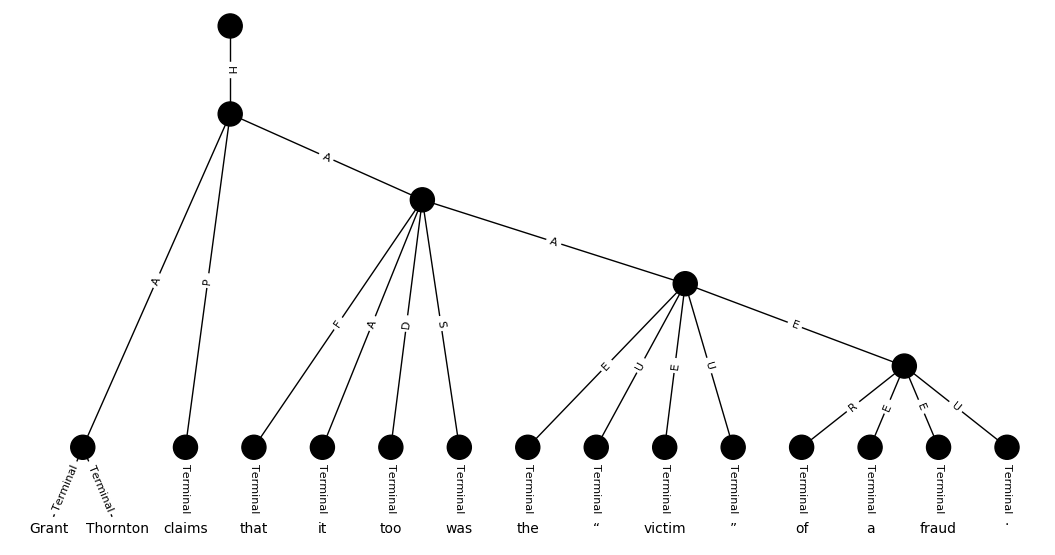 H
A
A
A P
F A D S
E
E U E U
R E E U
Terminal Terminal Terminal Terminal Terminal Terminal Terminal Terminal Terminal Terminal Terminal Terminal Terminal Terminal Terminal
Grant Thornton claims that it too was the “ victim ” of a fraud .